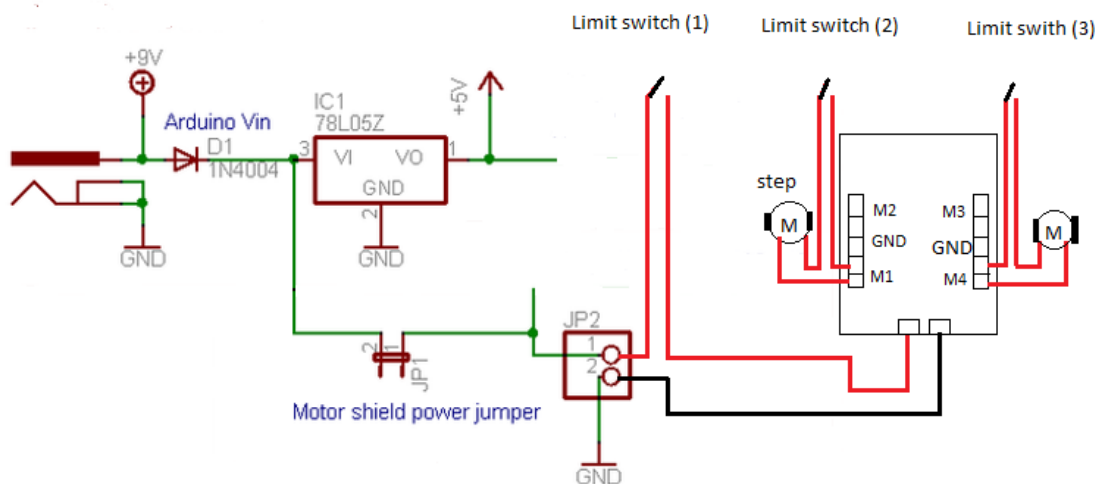 Limit switch (1)
Limit switch (2)
Limit swith (3)
+9V
Arduino Vin
D1
1N4004
IC1
78L05Z
3
VI
VO
1
GND
2
GND
+5V
GND
step
M
M2
GND
M1
M3
GND
M4
M
2
1
JP1
Motor shield power jumper
JP2
1
2
GND